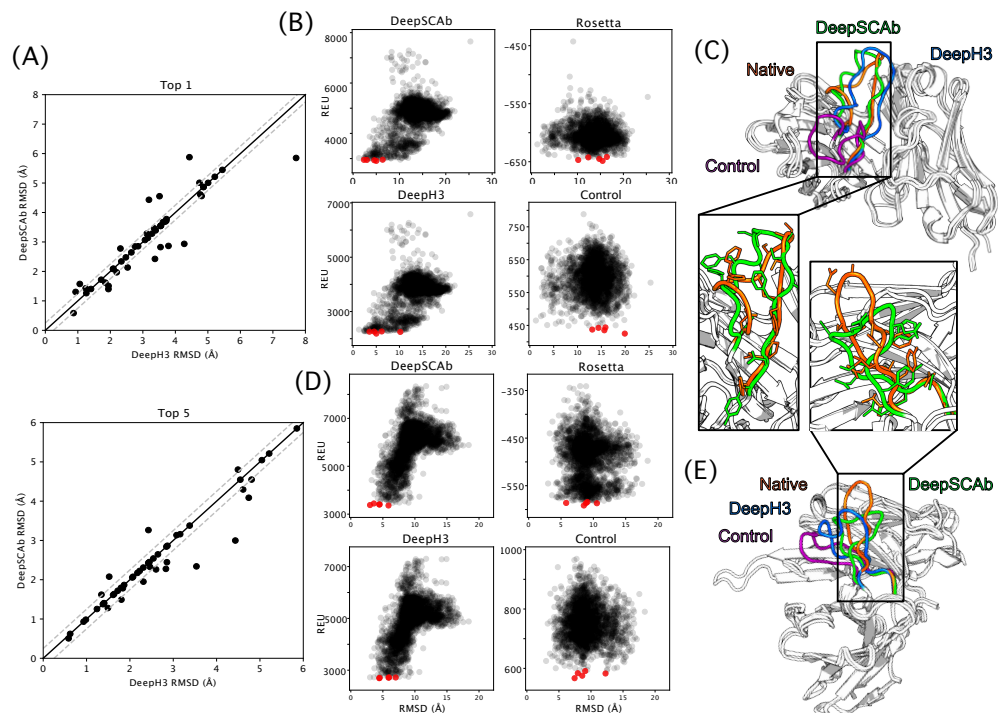 (A)
Top 1
DeepSCAb RMSD (Å)
8
7
6
5
4
3
2
1
0
0 1 2 3 4 5 6 7 8
DeepH3 RMSD (Å)
Top 5
DeepSCAb RMSD (Å)
6
5
4
3
2
1
0
0 1 2 3 4 5 6
DeepH3 RMSD (Å)
(B)
DeepSCAb
REU
8000
6000
4000
0 10 20 30
Rosetta
−450
−550
−650
0 10 20 30
DeepH3
REU
7000
5000
3000
0 10 20 30
Control
750
650
550
450
0 10 20 30
(D)
DeepSCAb
REU
9000
7000
5000
3000
0 5 10 15 20
Rosetta
−350
−450
−550
0 5 10 15 20
DeepH3
REU
7000
5000
3000
0 5 10 15 20
RMSD (Å)
Control
1000
900
800
700
600
0 5 10 15 20
RMSD (Å)
(C)
DeepSCAb
Native
DeepH3
Control
(E)
Native
DeepSCAb
DeepH3
Control